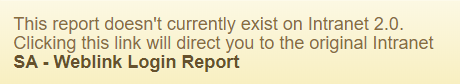 This report doesn't currently exist on Intranet 2.0.
Clicking this link will direct you to the original Intranet
SA - Weblink Login Report